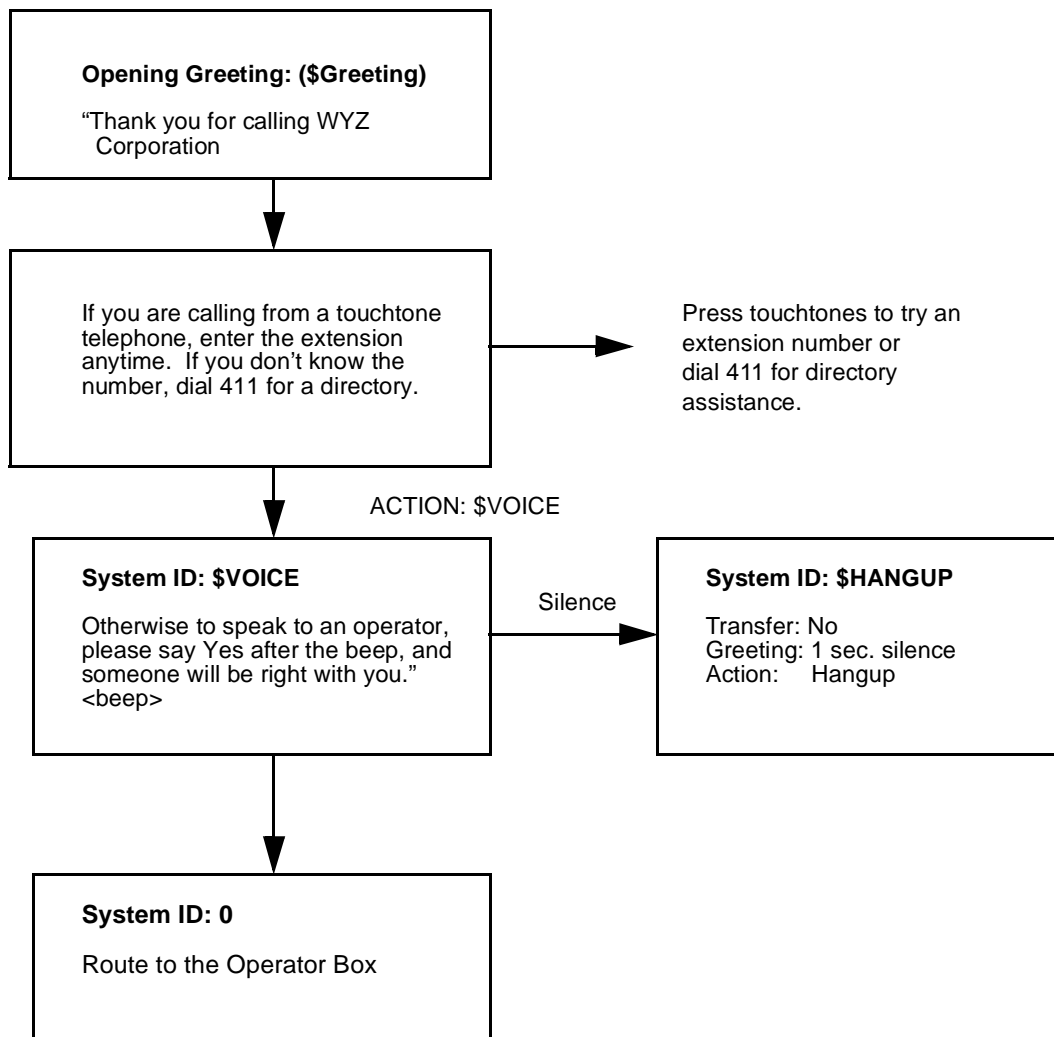 Opening Greeting: ($Greeting)
“Thank you for calling WYZ
Corporation
If you are calling from a touchtone
telephone, enter the extension
anytime.  If you don’t know the
number, dial 411 for a directory.
Press touchtones to try an
extension number or
dial 411 for directory
assistance.
ACTION: $VOICE
System ID: $VOICE
Otherwise to speak to an operator,
please say Yes after the beep, and
someone will be right with you.”
<beep>
Silence
System ID: $HANGUP
Transfer: No
Greeting: 1 sec. silence
Action:     Hangup
System ID: 0
Route to the Operator Box